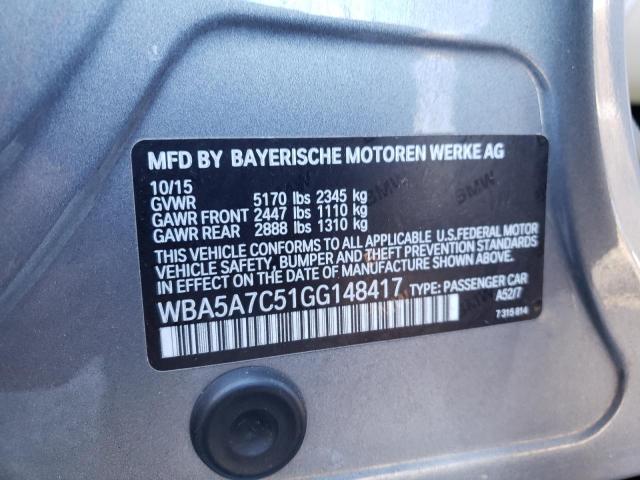 MFD BY BAYERISCHE MOTOREN WERKE AG
10/15
GVWR 5170 lbs 2345 kg
GAWR FRONT 2447 lbs 1110 kg
GAWR REAR 2888 lbs 1310 kg
THIS VEHICLE CONFORMS TO ALL APPLICABLE U.S.FEDERAL MOTOR
VEHICLE SAFETY, BUMPER AND THEFT PREVENTION STANDARDS
IN EFFECT ON THE DATE OF MANUFACTURE SHOWN ABOVE.
WBA5A7C51GG148417 TYPE: PASSENGER CAR
A52/7
7 315 814
BMW